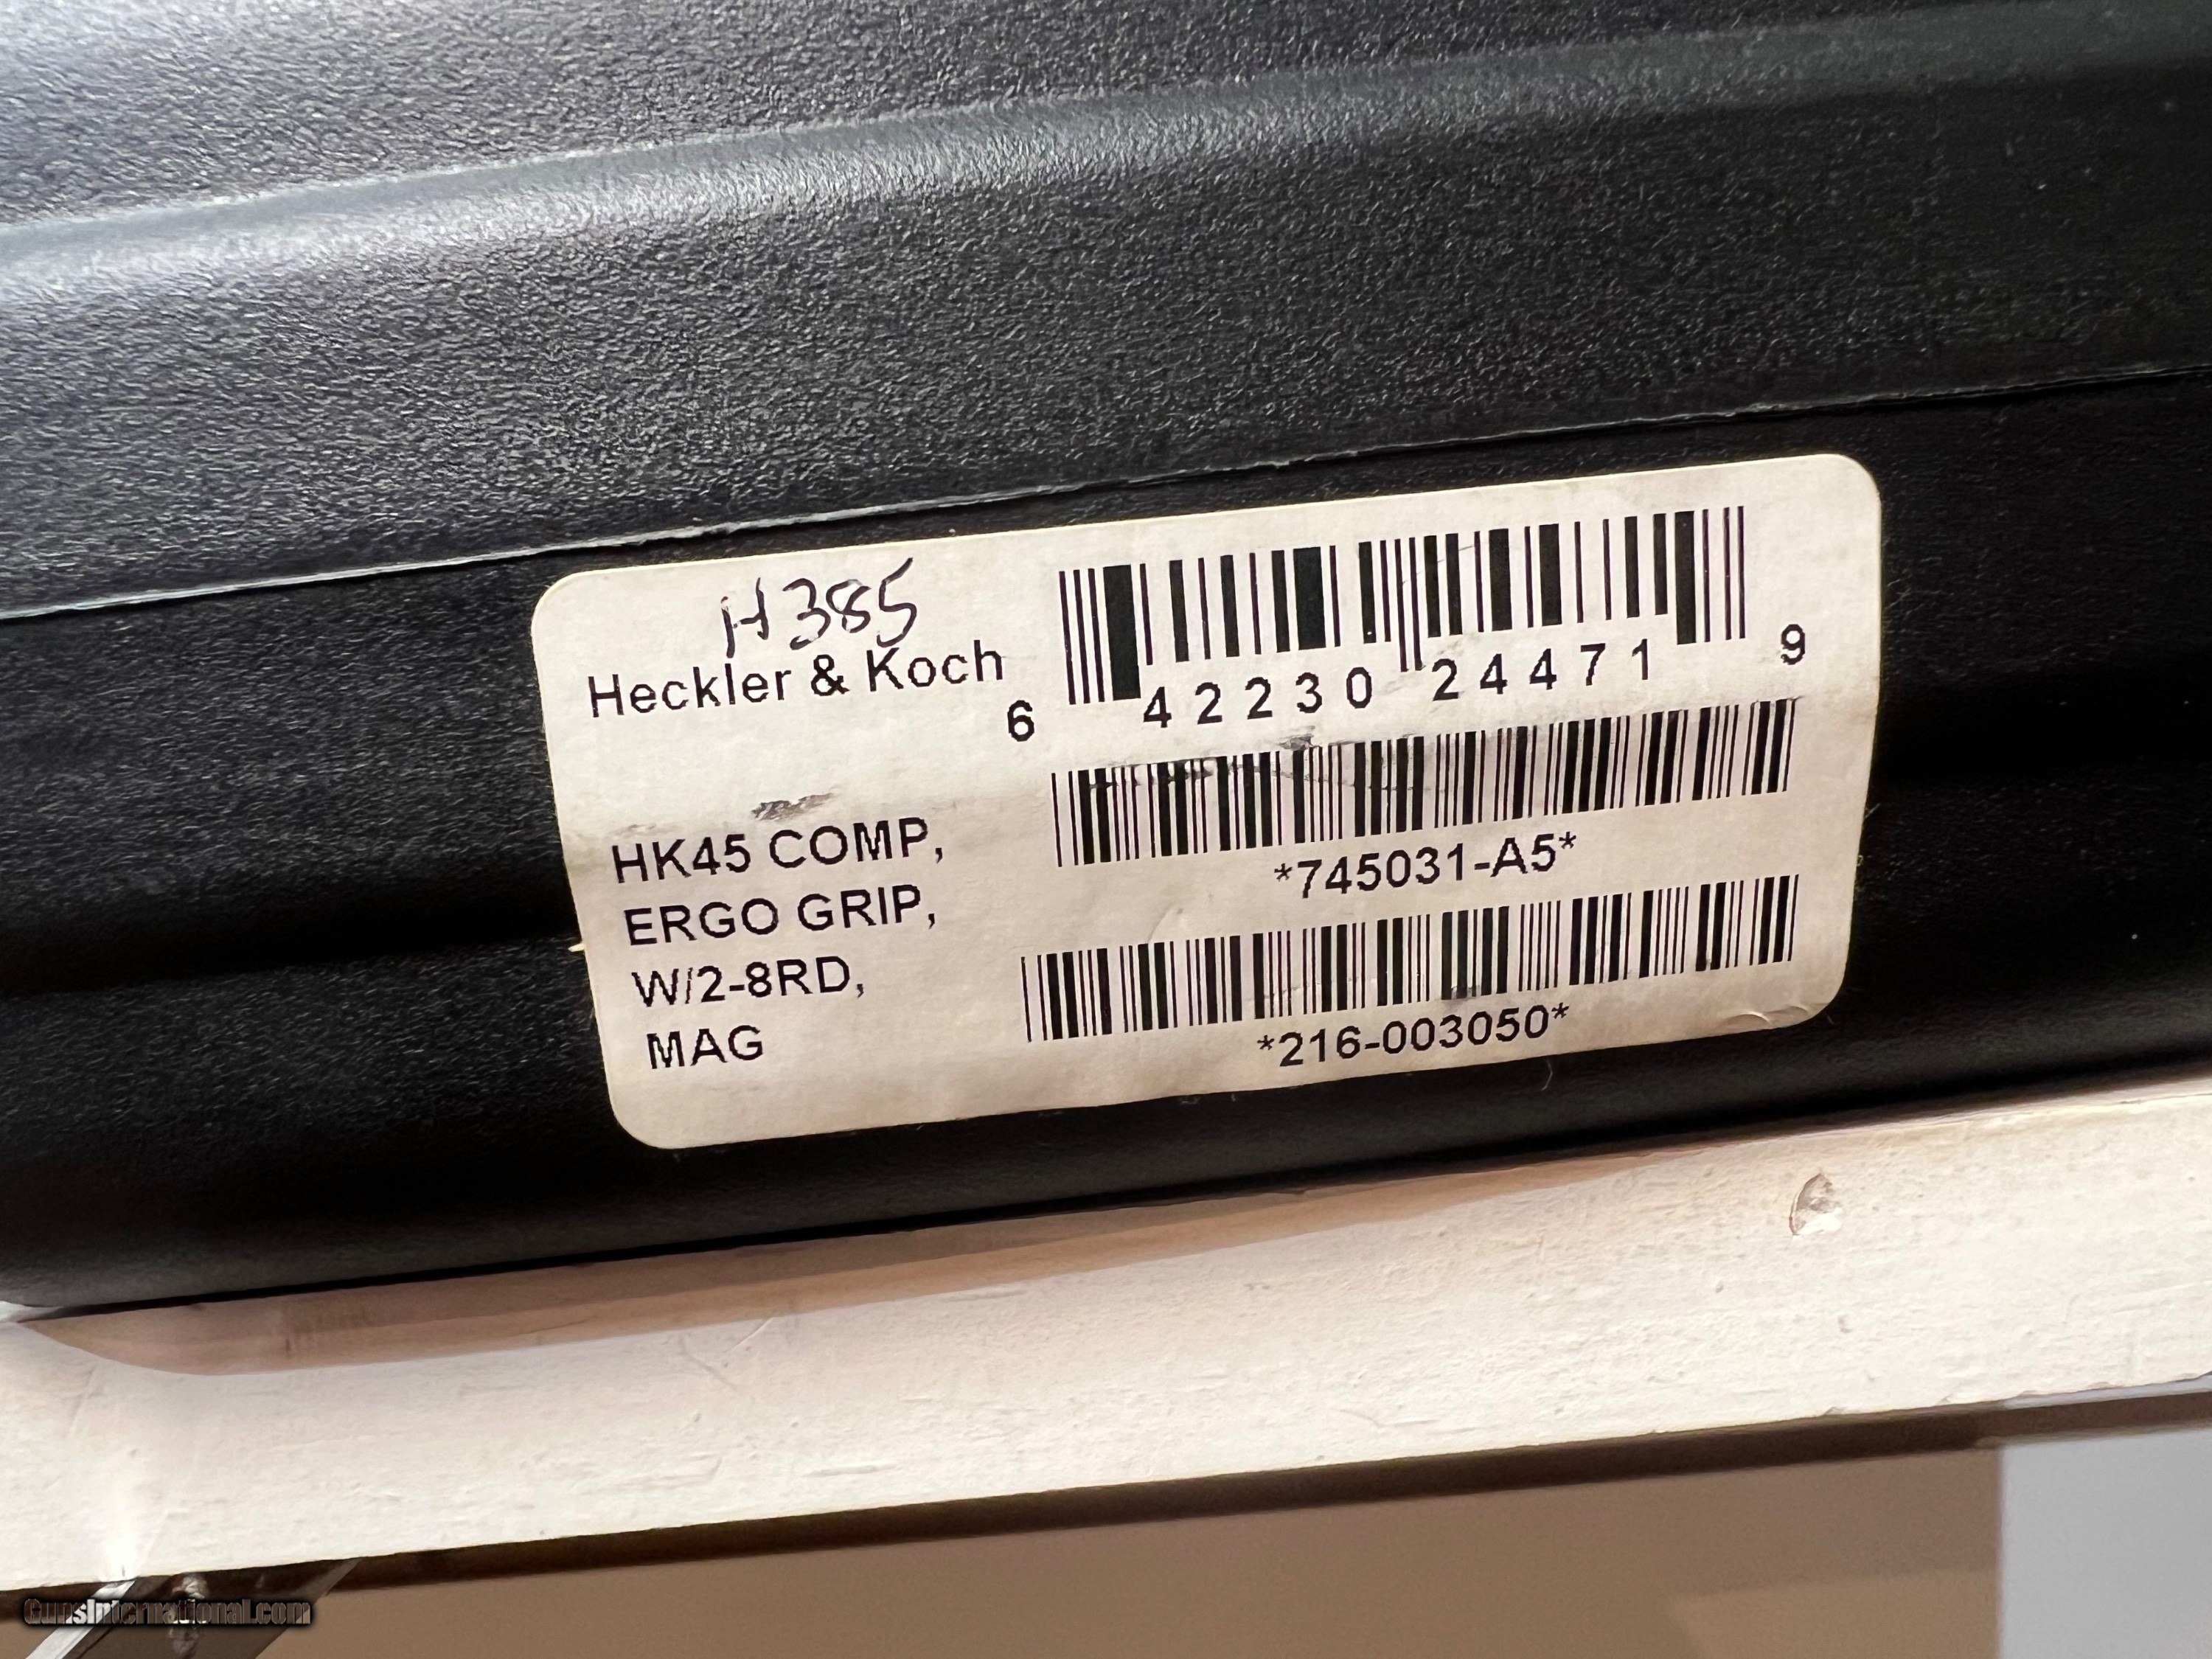 H385
Heckler & Koch
6 42230 24471 9
HK45 COMP,
ERGO GRIP,
W/2-8RD,
MAG
*745031-A5*
*216-003050*
GunsInternational.com